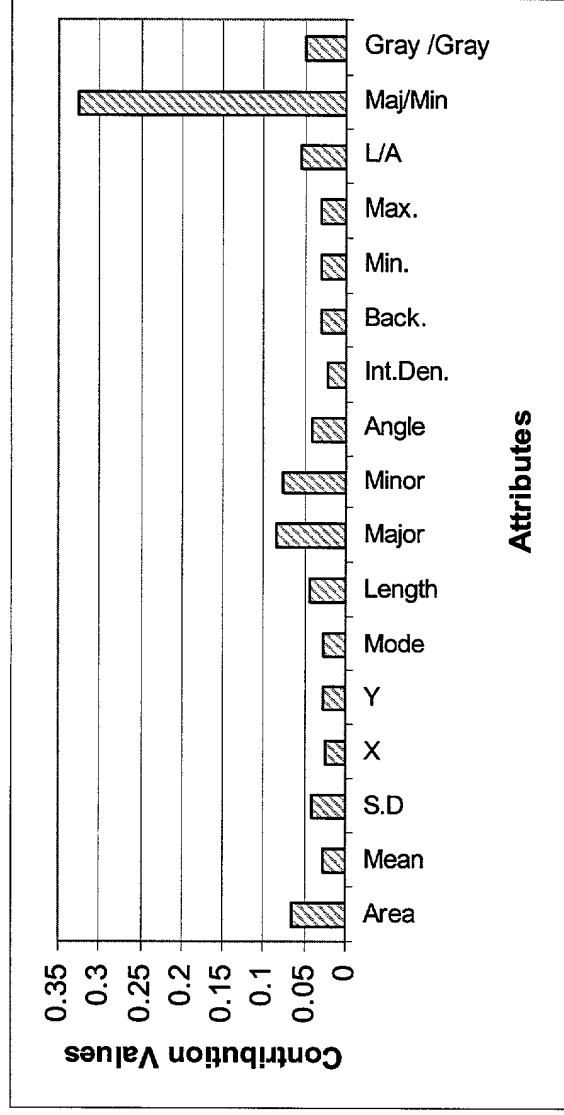 Contribution Values
0.35
0.3
0.25
0.2
0.15
0.1
0.05
0
Area
Mean
S.D
X
Y
Mode
Length
Major
Minor
Angle
Int.Den.
Back.
Min.
Max.
L/A
Maj/Min
Gray /Gray
Attributes